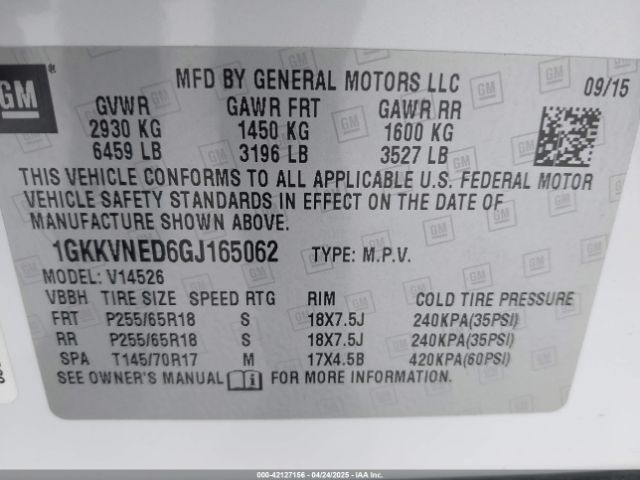 GM
MFD BY GENERAL MOTORS LLC
09/15
GVWR GAWR FRT GAWR RR
2930 KG 1450 KG 1600 KG
6459 LB 3196 LB 3527 LB
THIS VEHICLE CONFORMS TO ALL APPLICABLE U.S. FEDERAL MOTOR
VEHICLE SAFETY STANDARDS IN EFFECT ON THE DATE OF
MANUFACTURE SHOWN ABOVE.
1GKKVNED6GJ165062 TYPE: M.P.V.
MODEL: V14526
VBBH TIRE SIZE SPEED RTG RIM COLD TIRE PRESSURE
FRT P255/65R18 S 18X7.5J 240KPA(35PSI)
RR P255/65R18 S 18X7.5J 240KPA(35PSI)
SPA T145/70R17 M 17X4.5B 420KPA(60PSI)
SEE OWNER'S MANUAL FOR MORE INFORMATION.
000-42127156 - 04/24/2025 - IAAI.com